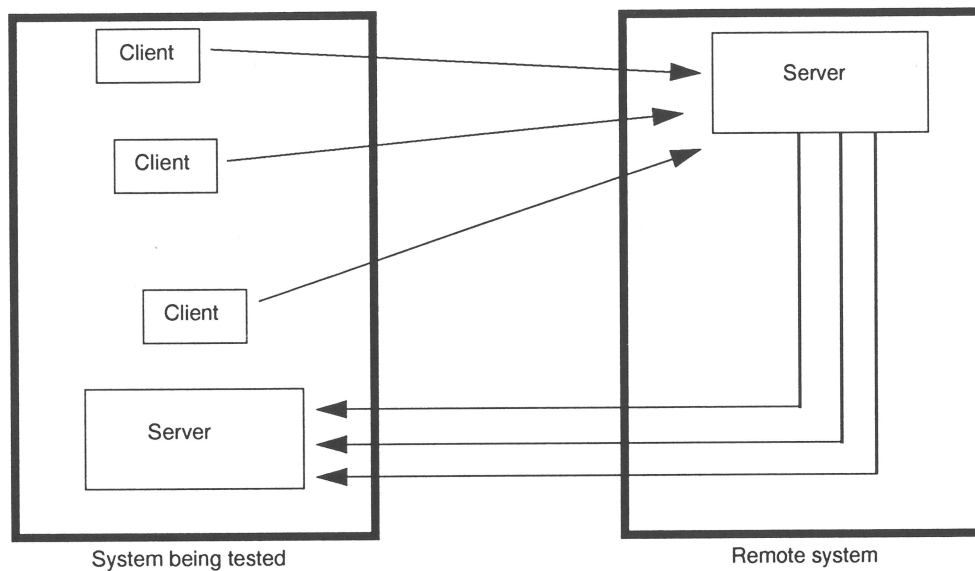 Client
Server
Client
Client
Server
System being tested
Remote system